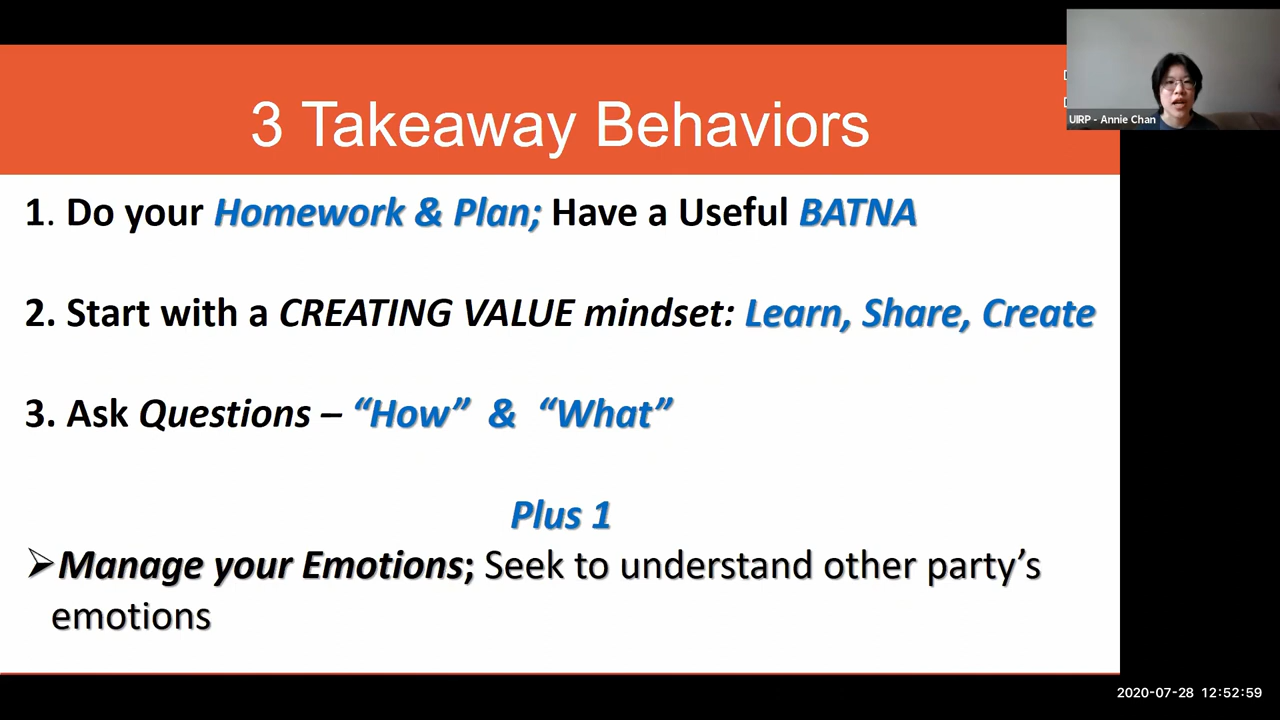 3 Takeaway Behaviors
UIRP - Annie Chan
1. Do your Homework & Plan; Have a Useful BATNA
2. Start with a CREATING VALUE mindset: Learn, Share, Create
3. Ask Questions – “How” & “What”
Plus 1
➢Manage your Emotions; Seek to understand other party’s
emotions
2020-07-28 12:52:59